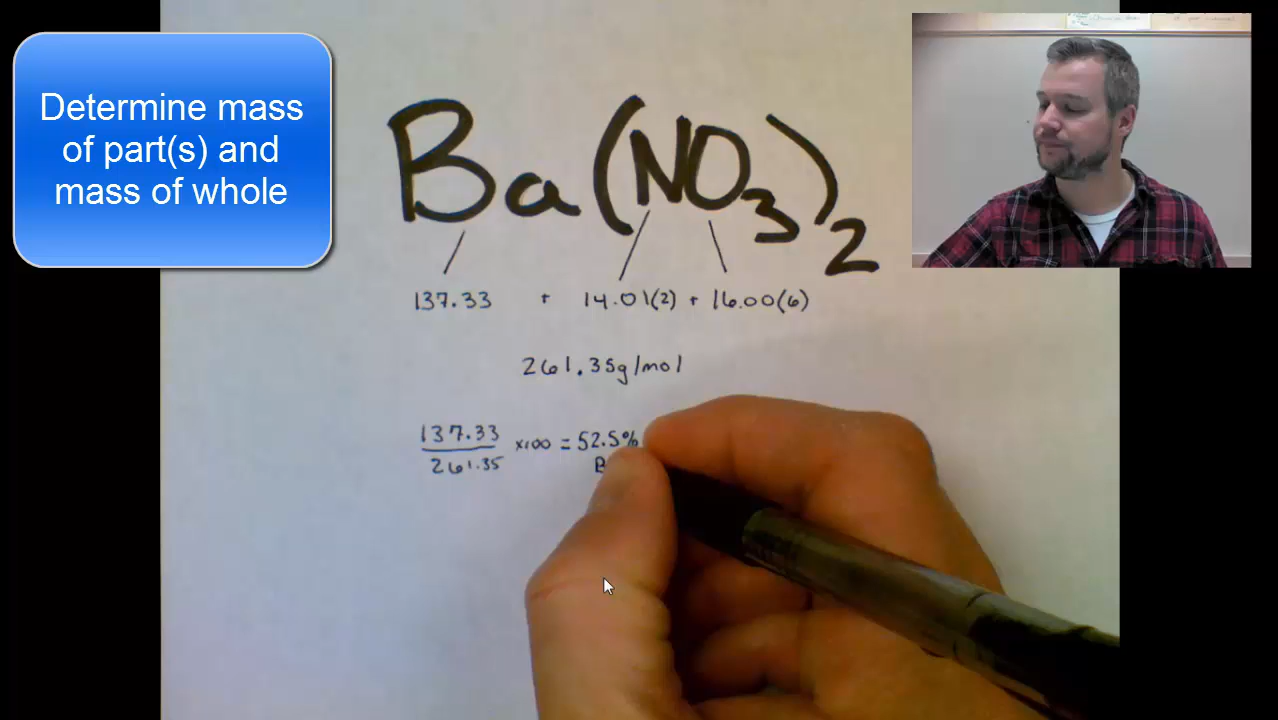 Determine mass
of part(s) and
mass of whole
Ba(NO3)2
137.33 + 14.01(2) + 16.00(6)
261.35g/mol
137.33
261.35
×100 = 52.5%
B